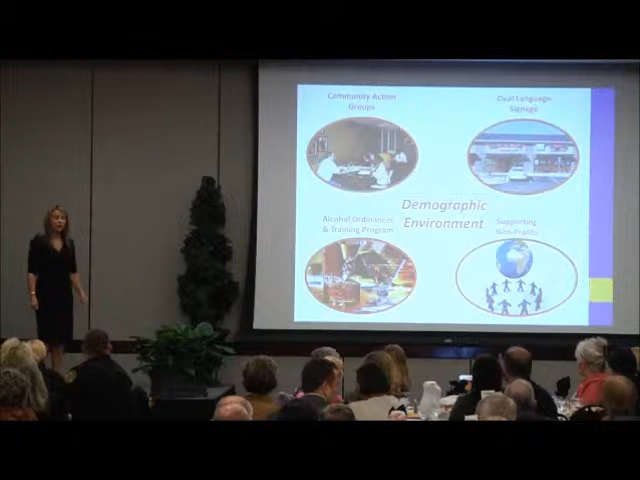 Community Action
Groups
Dual Language
Signage
Demographic
Environment
Alcohol Ordinances
& Training Program
Supporting
Non-Profits